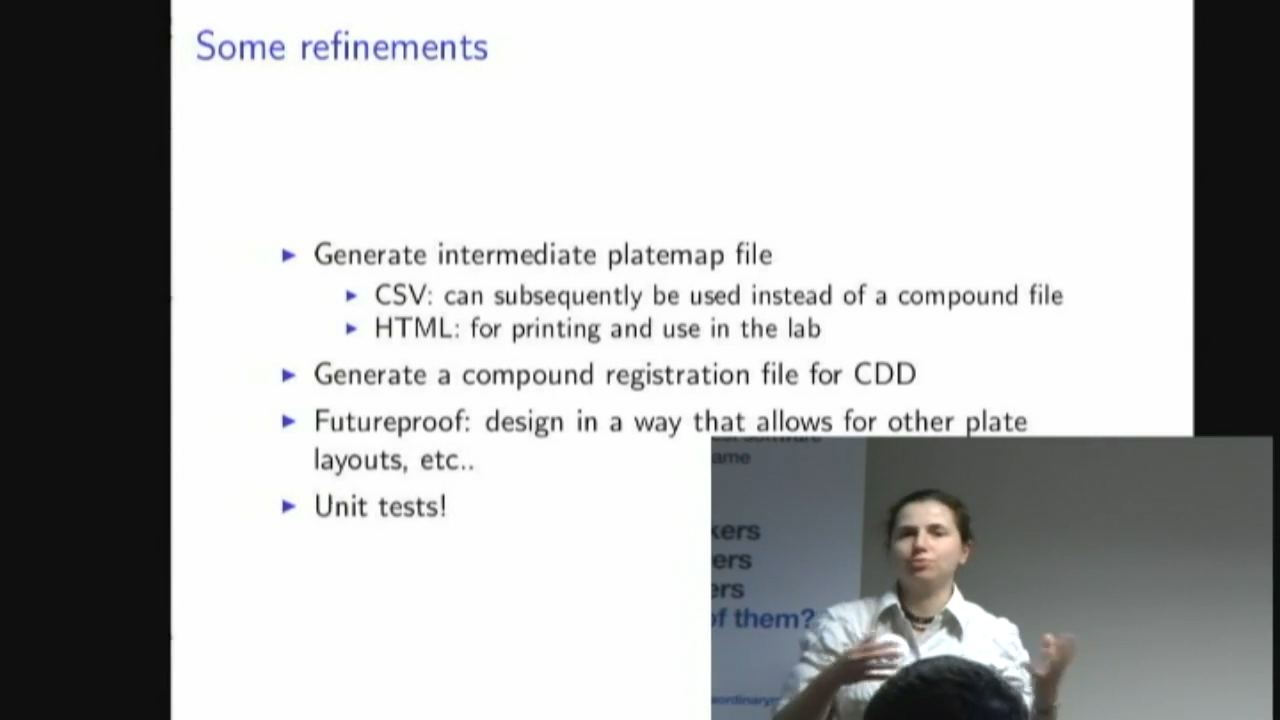 Some refinements
► Generate intermediate platemap file
► CSV: can subsequently be used instead of a compound file
► HTML: for printing and use in the lab
► Generate a compound registration file for CDD
► Futureproof: design in a way that allows for other plate
layouts, etc..
► Unit tests!
ame
kers
ers
ers
of them?